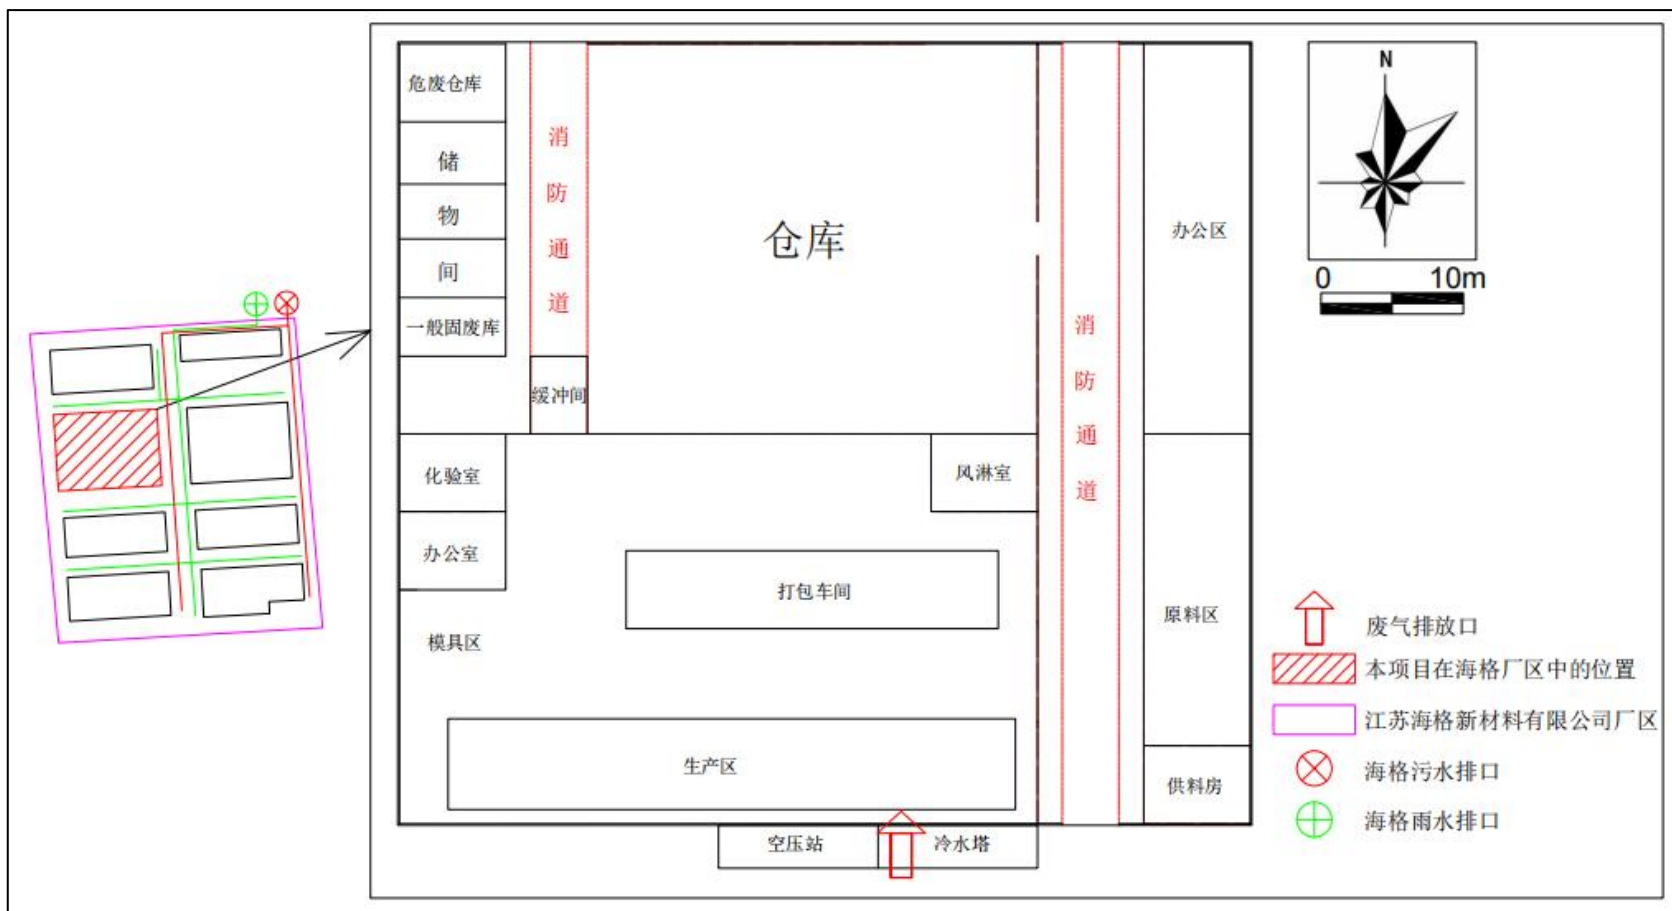 危废仓库
储
物
间
一般固废库
消
防
通
道
缓冲间
仓库
消
防
通
道
办公区
N
0 10m
化验室
办公室
模具区
风淋室
打包车间
生产区
原料区
供料房
空压站
冷水塔
废气排放口
本项目在海格厂区中的位置
江苏海格新材料有限公司厂区
海格污水排口
海格雨水排口